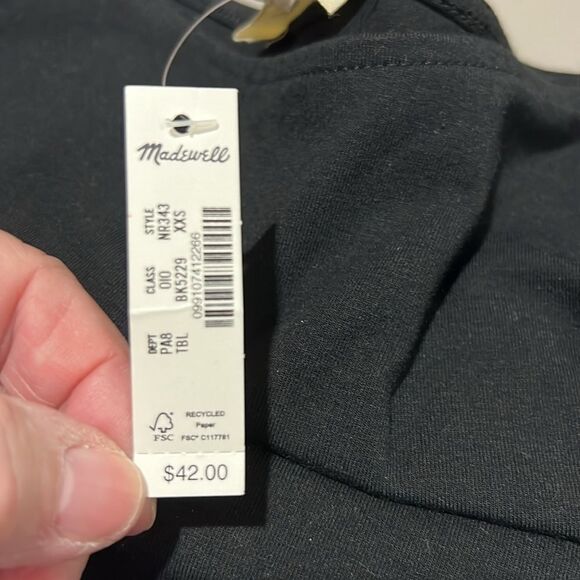 Madewell
STYLE
NR343
XXS
CLASS
010
BK5229
DEPT
PA8
TBL
099107412266
FSC
RECYCLED
Paper
FSC® C117781
$42.00